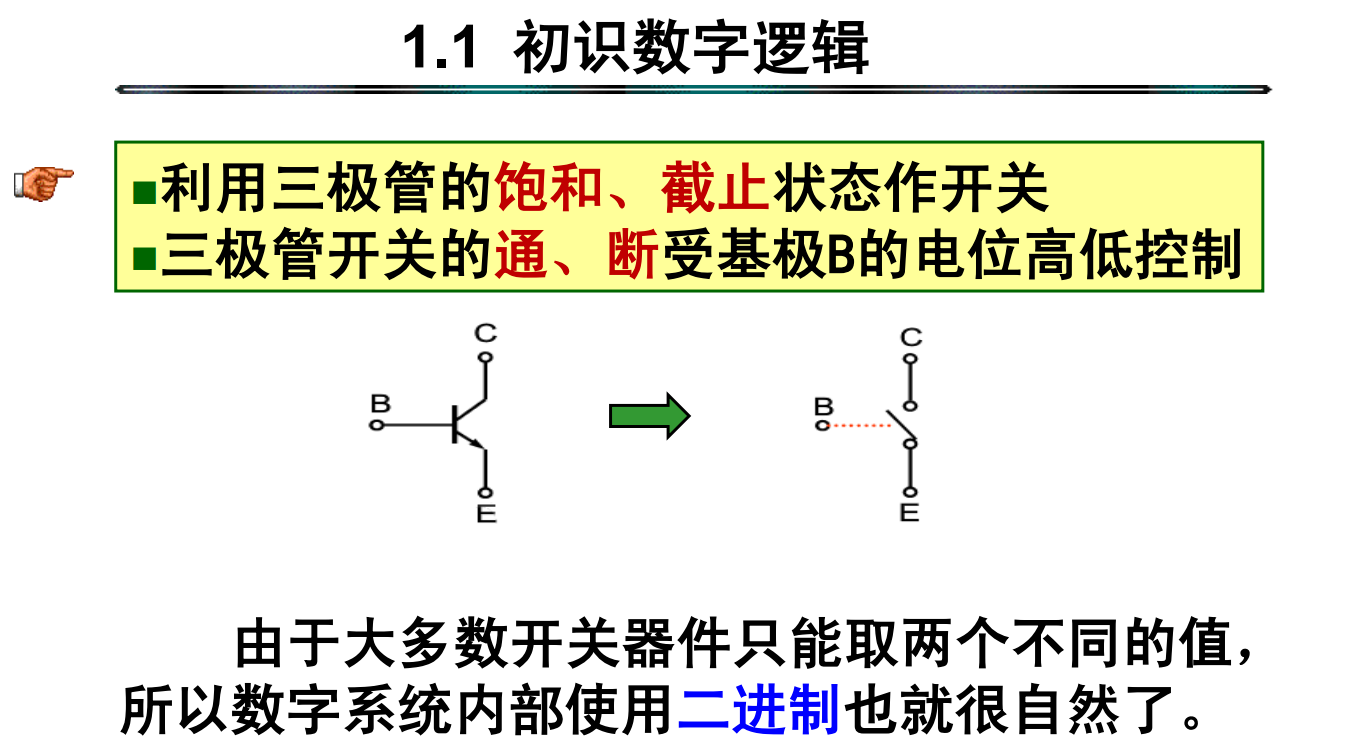 1.1 初识数字逻辑
■利用三极管的饱和、截止状态作开关
■三极管开关的通、断受基极B的电位高低控制
C
B
E
C
B
E
由于大多数开关器件只能取两个不同的值，
所以数字系统内部使用二进制也就很自然了。